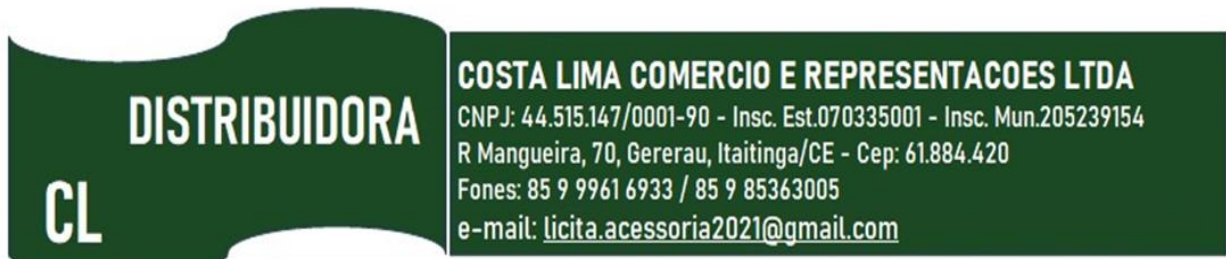 DISTRIBUIDORA
CL
COSTA LIMA COMERCIO E REPRESENTACOES LTDA
CNPJ: 44.515.147/0001-90 - Insc. Est.070335001 - Insc. Mun.205239154
R Mangueira, 70, Gererau, Itaitinga/CE - Cep: 61.884.420
Fones: 85 9 9961 6933 / 85 9 85363005
e-mail: licita.acessoria2021@gmail.com